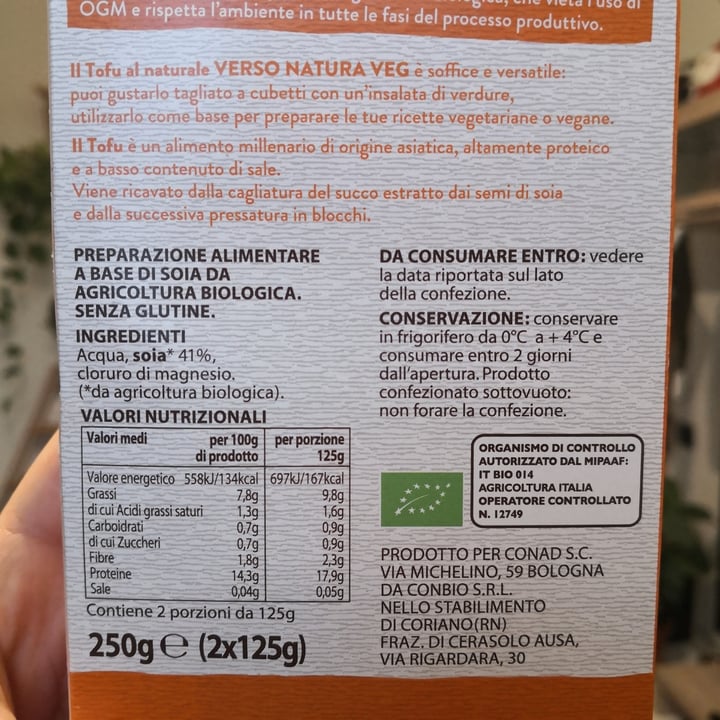 OGM e rispetta l'ambiente in tutte le fasi del processo produttivo.
Il Tofu al naturale VERSO NATURA VEG è soffice e versatile:
puoi gustarlo tagliato a cubetti con un'insalata di verdure,
utilizzarlo come base per preparare le tue ricette vegetariane o vegane.
Il Tofu è un alimento millenario di origine asiatica, altamente proteico
e a basso contenuto di sale.
Viene ricavato dalla cagliatura del succo estratto dai semi di soia
e dalla successiva pressatura in blocchi.
PREPARAZIONE ALIMENTARE
A BASE DI SOIA DA
AGRICOLTURA BIOLOGICA.
SENZA GLUTINE.
INGREDIENTI
Acqua, soia* 41%,
cloruro di magnesio.
(*da agricoltura biologica).
VALORI NUTRIZIONALI
Valori medi per 100g di prodotto per porzione 125g
Valore energetico 558kJ/134kcal 697kJ/167kcal
Grassi 7,8g 9,8g
di cui Acidi grassi saturi 1,3g 1,6g
Carboidrati 0,7g 0,9g
di cui Zuccheri 0,7g 0,9g
Fibre 1,8g 2,3g
Proteine 14,3g 17,9g
Sale 0,04g 0,05g
Contiene 2 porzioni da 125g
250g e (2x125g)
DA CONSUMARE ENTRO: vedere
la data riportata sul lato
della confezione.
CONSERVAZIONE: conservare
in frigorifero da 0°C a + 4°C e
consumare entro 2 giorni
dall'apertura. Prodotto
confezionato sottovuoto:
non forare la confezione.
ORGANISMO DI CONTROLLO
AUTORIZZATO DAL MIPAAF:
IT BIO 014
AGRICOLTURA ITALIA
OPERATORE CONTROLLATO
N. 12749
PRODOTTO PER CONAD S.C.
VIA MICHELINO, 59 BOLOGNA
DA CONBIO S.R.L.
NELLO STABILIMENTO
DI CORIANO(RN)
FRAZ. DI CERASOLO AUSA,
VIA RIGARDARA, 30